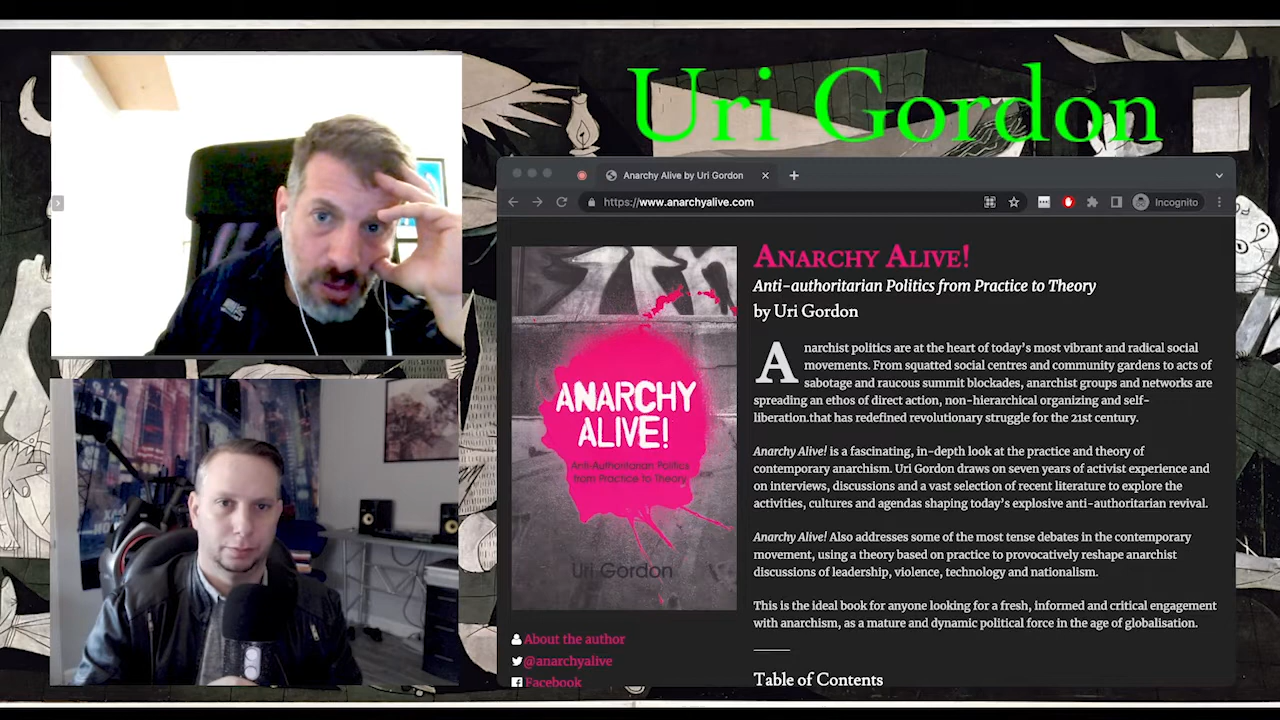 Uri Gordon
Anarchy Alive by Uri Gordon
https://www.anarchyalive.com
Incognito
ANARCHY
ALIVE!
Anti-Authoritarian Politics
from Practice to Theory
Uri Gordon
About the author
@anarchyalive
Facebook
ANARCHY ALIVE!
Anti-authoritarian Politics from Practice to Theory
by Uri Gordon
Anarchist politics are at the heart of today's most vibrant and radical social
movements. From squatted social centres and community gardens to acts of
sabotage and raucous summit blockades, anarchist groups and networks are
spreading an ethos of direct action, non-hierarchical organizing and self-
liberation.that has redefined revolutionary struggle for the 21st century.
Anarchy Alive! is a fascinating, in-depth look at the practice and theory of
contemporary anarchism. Uri Gordon draws on seven years of activist experience and
on interviews, discussions and a vast selection of recent literature to explore the
activities, cultures and agendas shaping today's explosive anti-authoritarian revival.
Anarchy Alive! Also addresses some of the most tense debates in the contemporary
movement, using a theory based on practice to provocatively reshape anarchist
discussions of leadership, violence, technology and nationalism.
This is the ideal book for anyone looking for a fresh, informed and critical engagement
with anarchism, as a mature and dynamic political force in the age of globalisation.
Table of Contents